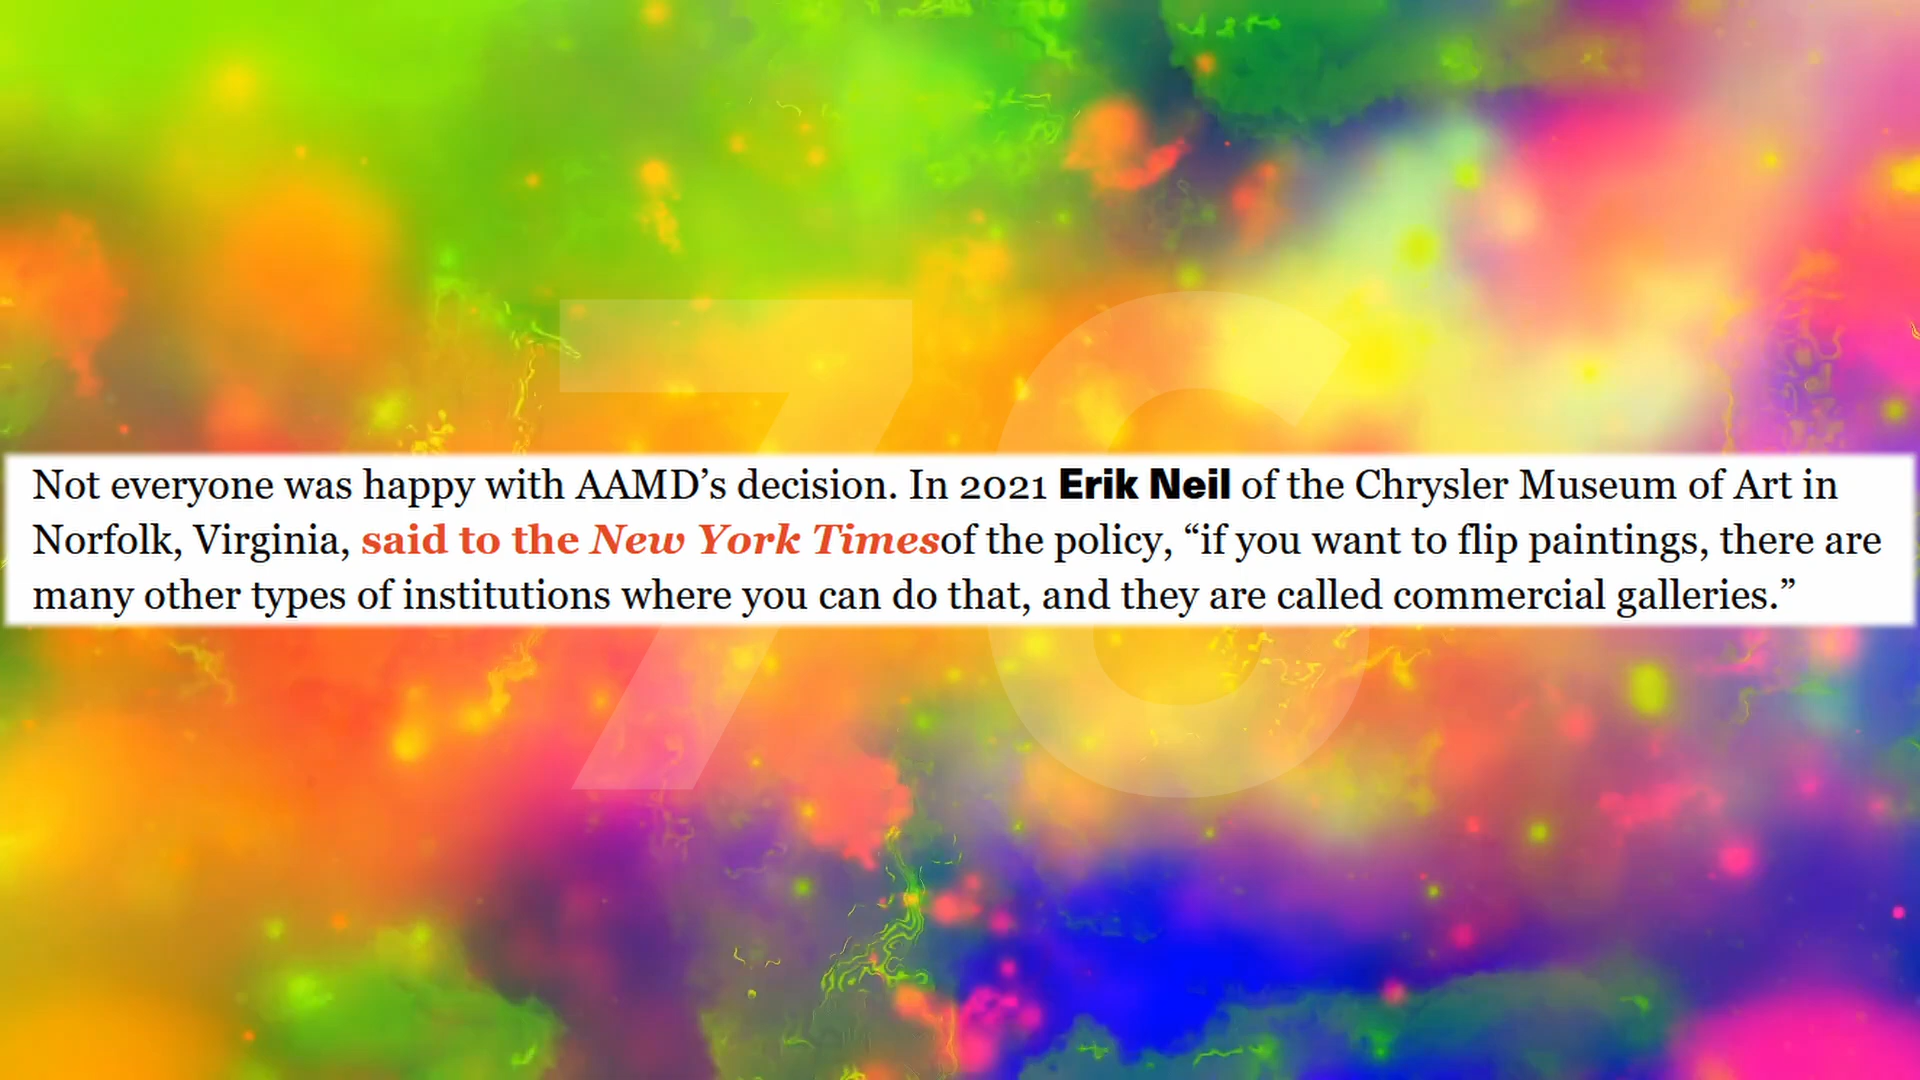 Not everyone was happy with AAMD’s decision. In 2021 Erik Neil of the Chrysler Museum of Art in
Norfolk, Virginia, said to the New York Timesof the policy, “if you want to flip paintings, there are
many other types of institutions where you can do that, and they are called commercial galleries.”
7C